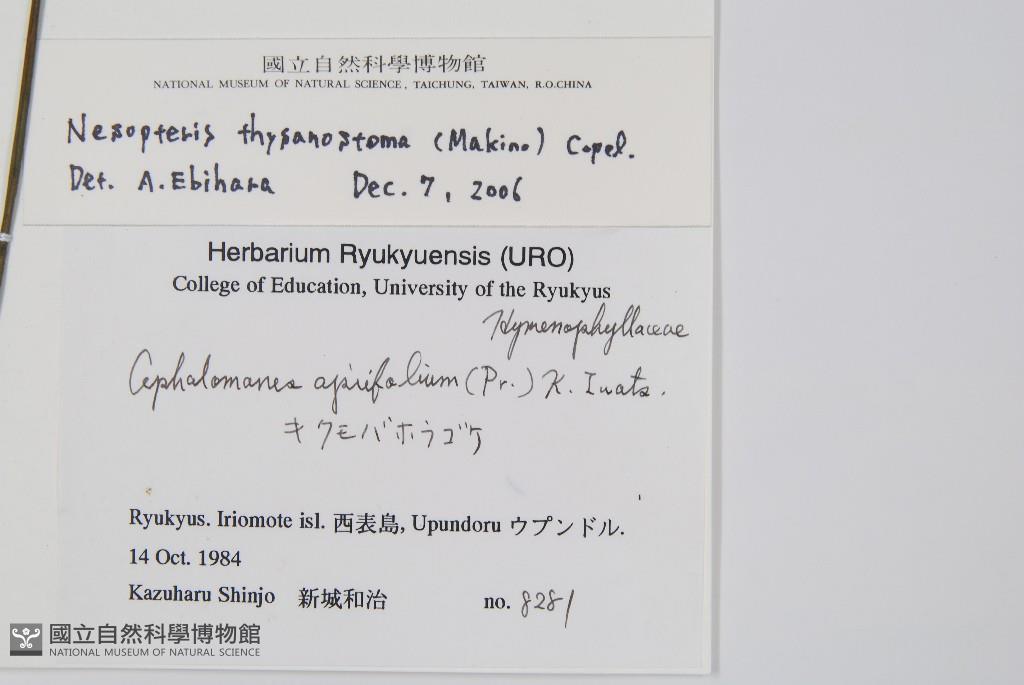 國立自然科學博物館
NATIONAL MUSEUM OF NATURAL SCIENCE, TAICHUNG, TAIWAN, R.O.CHINA
Nesopteris thysanostoma (Makino) Copel.
Det. A. Ebihara Dec. 7, 2006
Herbarium Ryukyuensis (URO)
College of Education, University of the Ryukyus
Hymenophyllaceae
Cephalomanes apiifolium (Pr.) K. Iwats.
キクモバホラゴケ
Ryukyus. Iriomote isl. 西表島, Upundoru ウプンドル.
14 Oct. 1984
Kazuharu Shinjo 新城和治 no. 8281
國立自然科學博物館
NATIONAL MUSEUM OF NATURAL SCIENCE